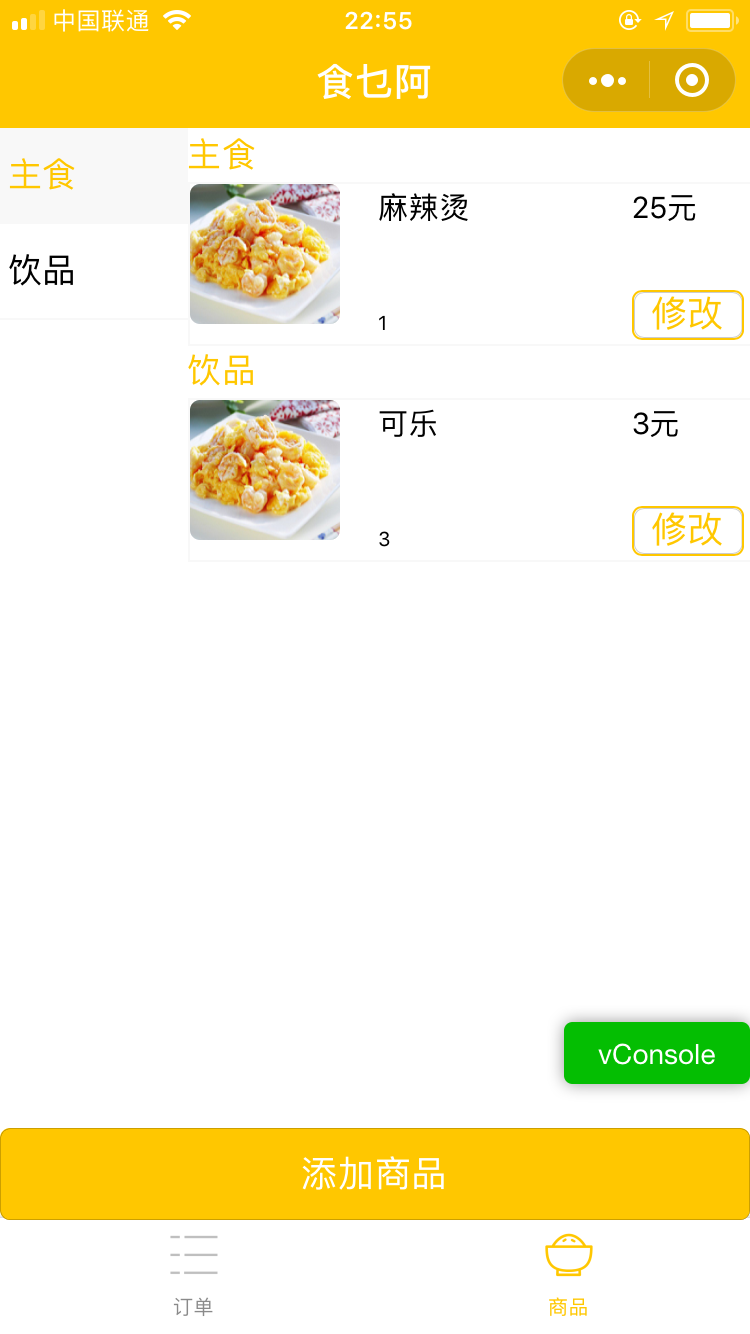 中国联通 22:55
食乜阿
主食
饮品
主食
麻辣烫 25元
1 修改
饮品
可乐 3元
3 修改
vConsole
添加商品
订单 商品